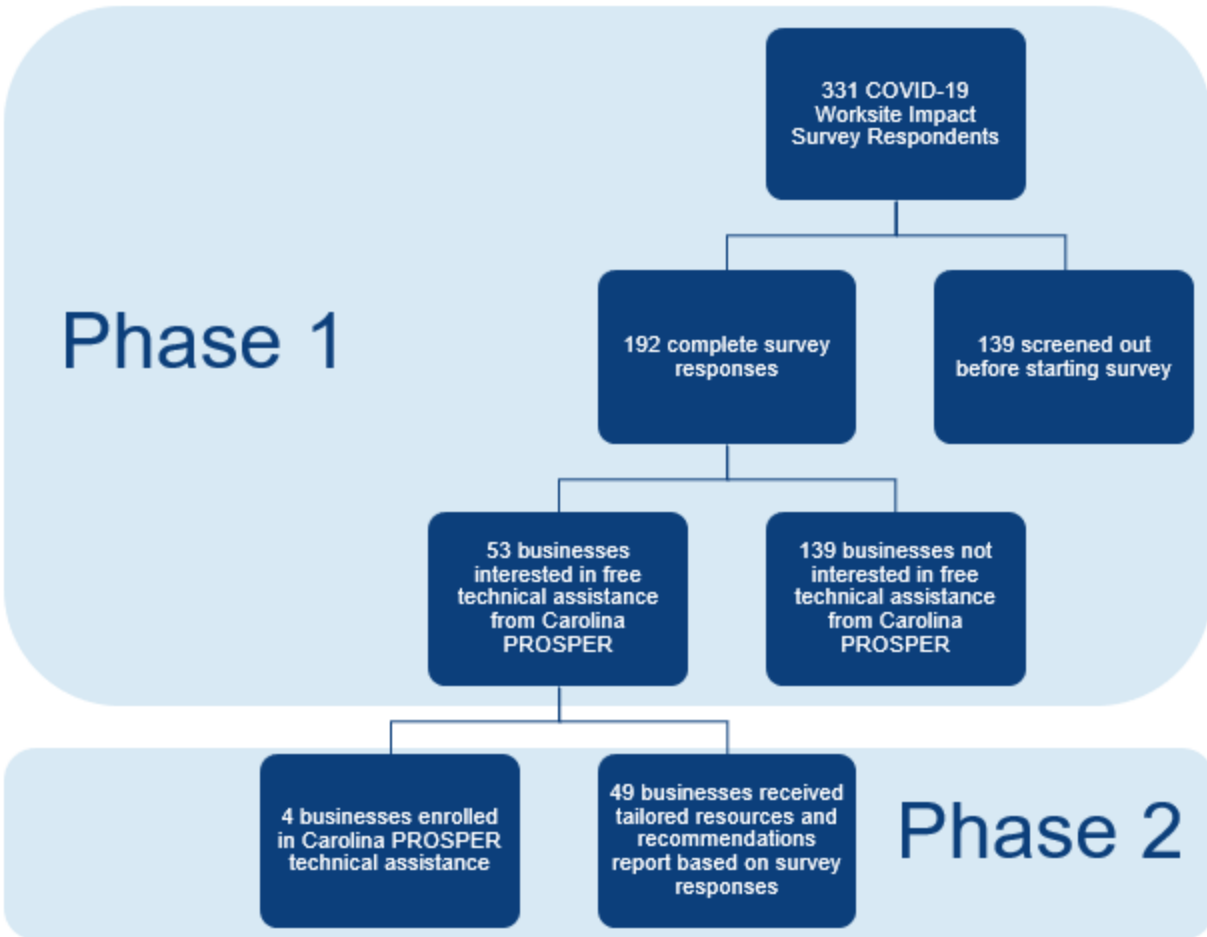 331 COVID-19
Worksite Impact
Survey Respondents
Phase 1
192 complete survey
responses
139 screened out
before starting survey
53 businesses
interested in free
technical assistance
from Carolina
PROSPER
139 businesses not
interested in free
technical assistance
from Carolina
PROSPER
4 businesses enrolled
in Carolina PROSPER
technical assistance
49 businesses received
tailored resources and
recommendations
report based on survey
responses
Phase 2